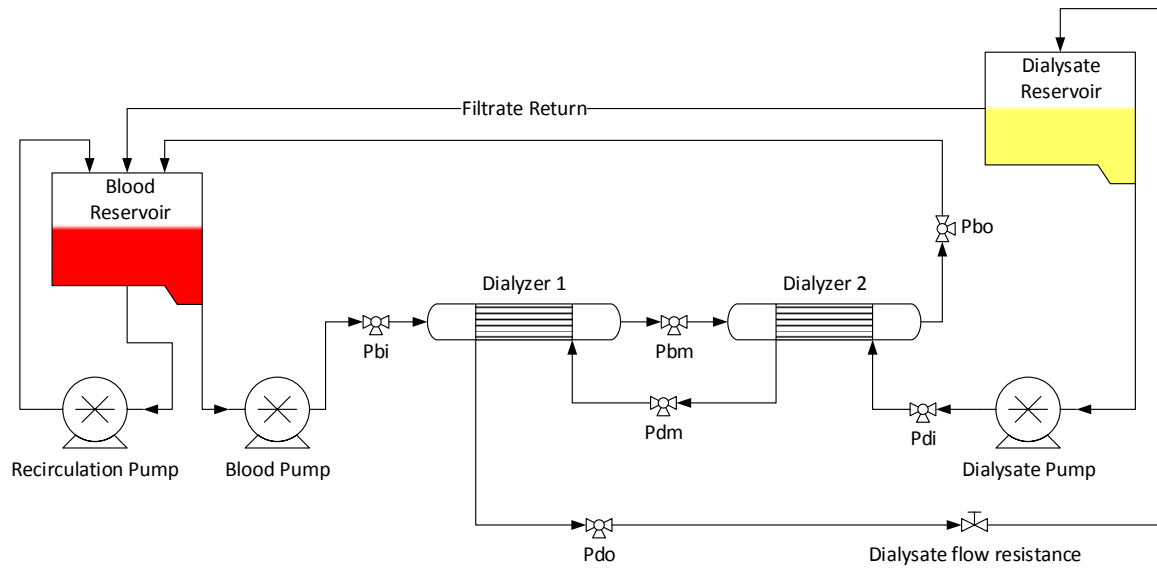 Dialysate
Reservoir
Filtrate Return
Blood
Reservoir
Pbo
Dialyzer 1
Dialyzer 2
Pbi
Pbm
Pdm
Pdi
Recirculation Pump
Blood Pump
Dialysate Pump
Pdo
Dialysate flow resistance